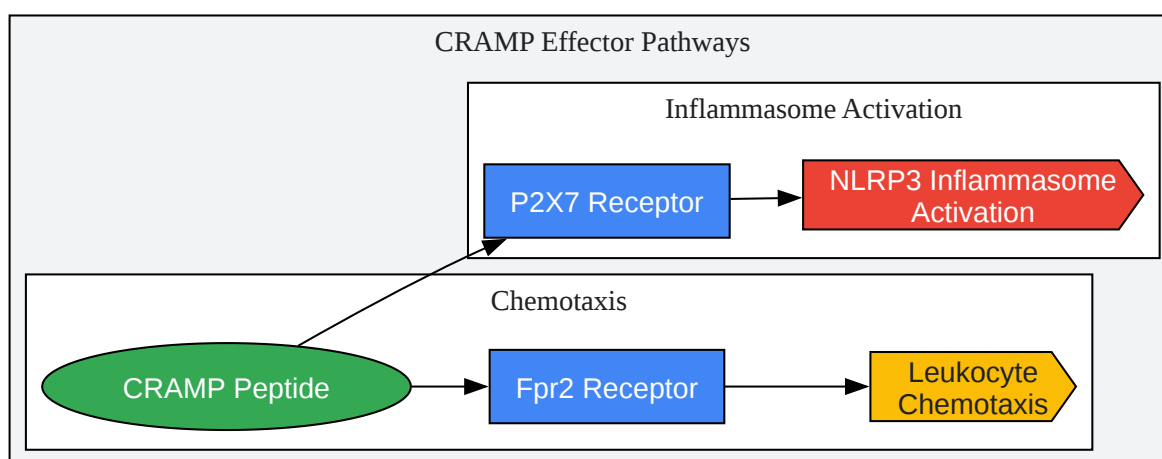 CRAMP Effector Pathways
Inflammasome Activation
P2X7 Receptor
NLRP3 Inflammasome
Activation
Chemotaxis
CRAMP Peptide
Fpr2 Receptor
Leukocyte
Chemotaxis